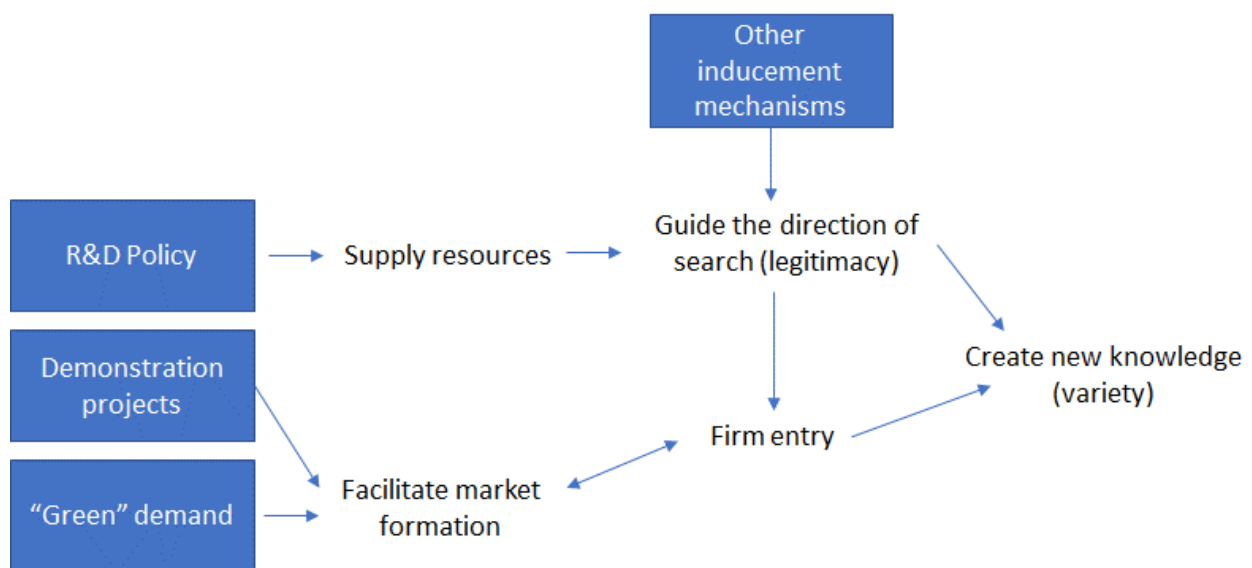 Other
inducement
mechanisms
R&D Policy
Supply resources
Guide the direction of
search (legitimacy)
Demonstration
projects
Create new knowledge
(variety)
Firm entry
“Green” demand
Facilitate market
formation